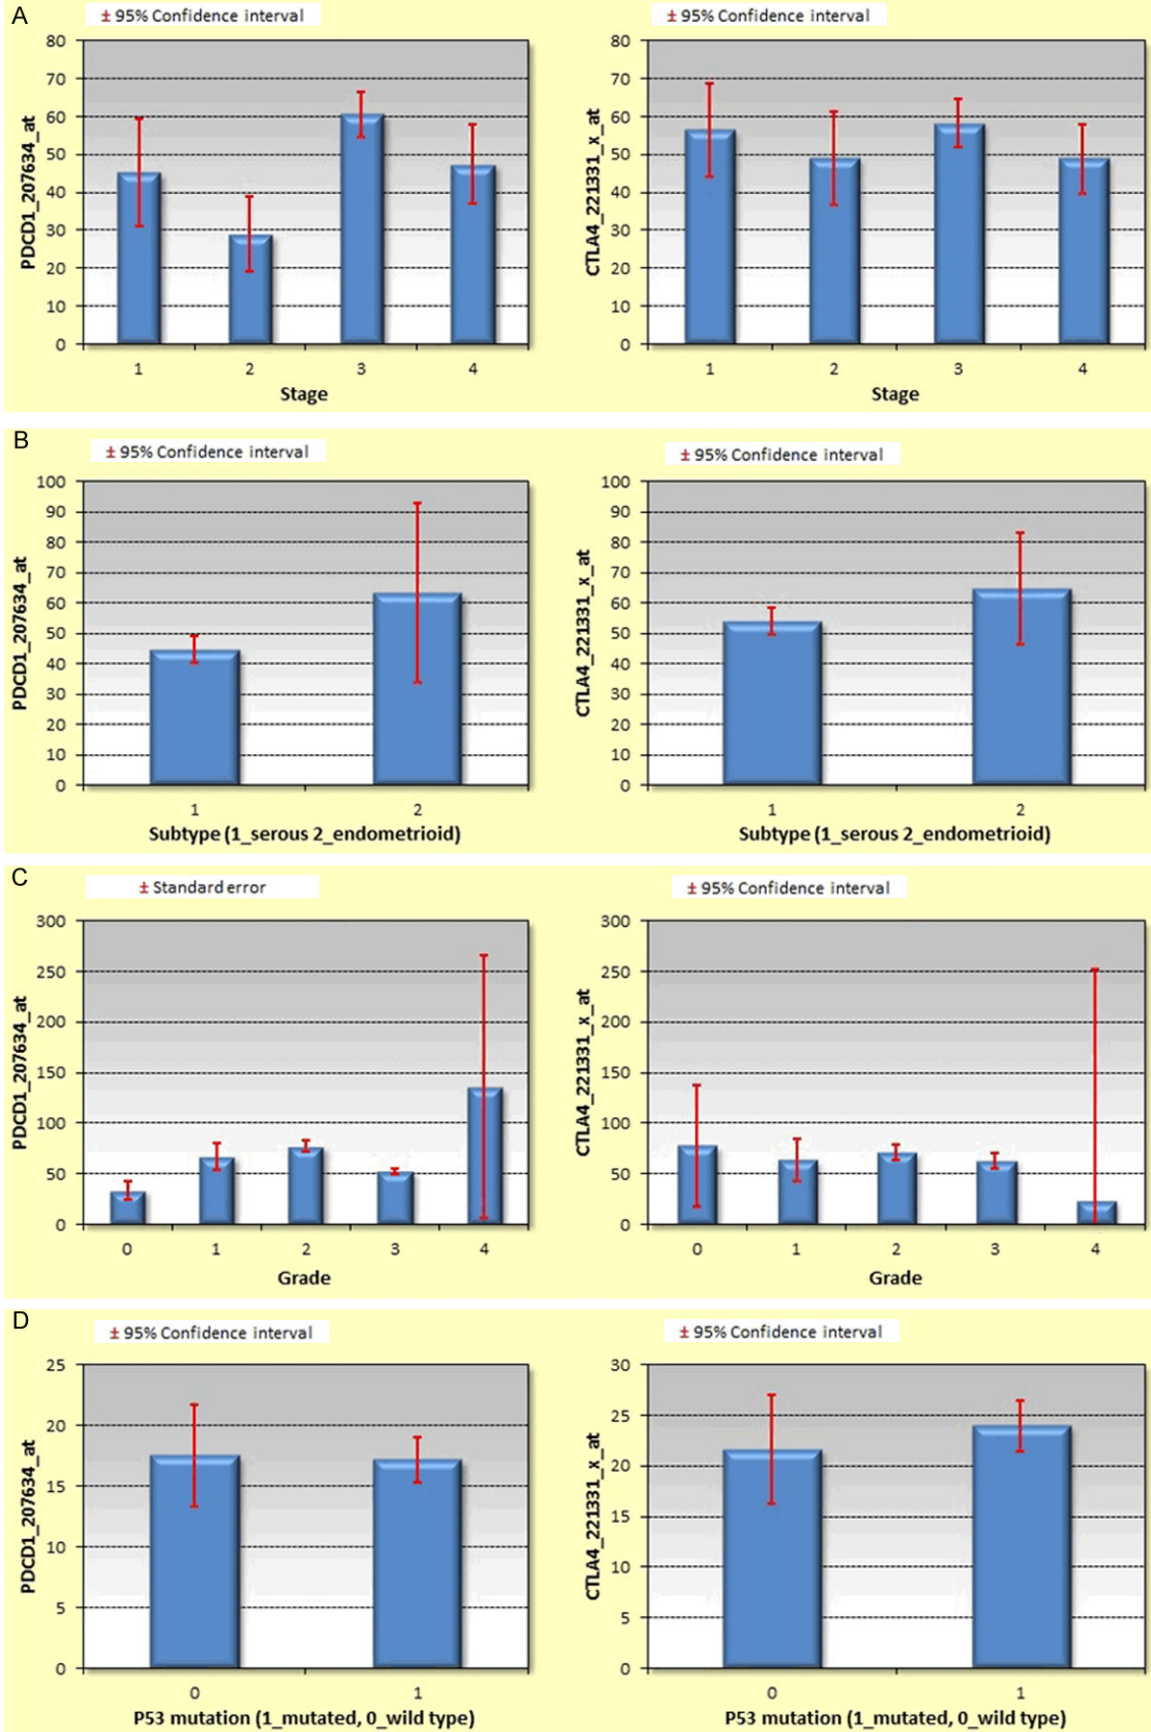 A
± 95% Confidence interval
PDCD1_207634_at
80
70
60
50
40
30
20
10
0
1 2 3 4
Stage
± 95% Confidence interval
CTLA4_221331_x_at
80
70
60
50
40
30
20
10
0
1 2 3 4
Stage
B
± 95% Confidence interval
PDCD1_207634_at
100
90
80
70
60
50
40
30
20
10
0
1 2
Subtype (1_serous 2_endometrioid)
± 95% Confidence interval
CTLA4_221331_x_at
100
90
80
70
60
50
40
30
20
10
0
1 2
Subtype (1_serous 2_endometrioid)
C
± Standard error
PDCD1_207634_at
300
250
200
150
100
50
0
0 1 2 3 4
Grade
± 95% Confidence interval
CTLA4_221331_x_at
300
250
200
150
100
50
0
0 1 2 3 4
Grade
D
± 95% Confidence interval
PDCD1_207634_at
25
20
15
10
5
0
0 1
P53 mutation (1_mutated, 0_wild type)
± 95% Confidence interval
CTLA4_221331_x_at
30
25
20
15
10
5
0
0 1
P53 mutation (1_mutated, 0_wild type)